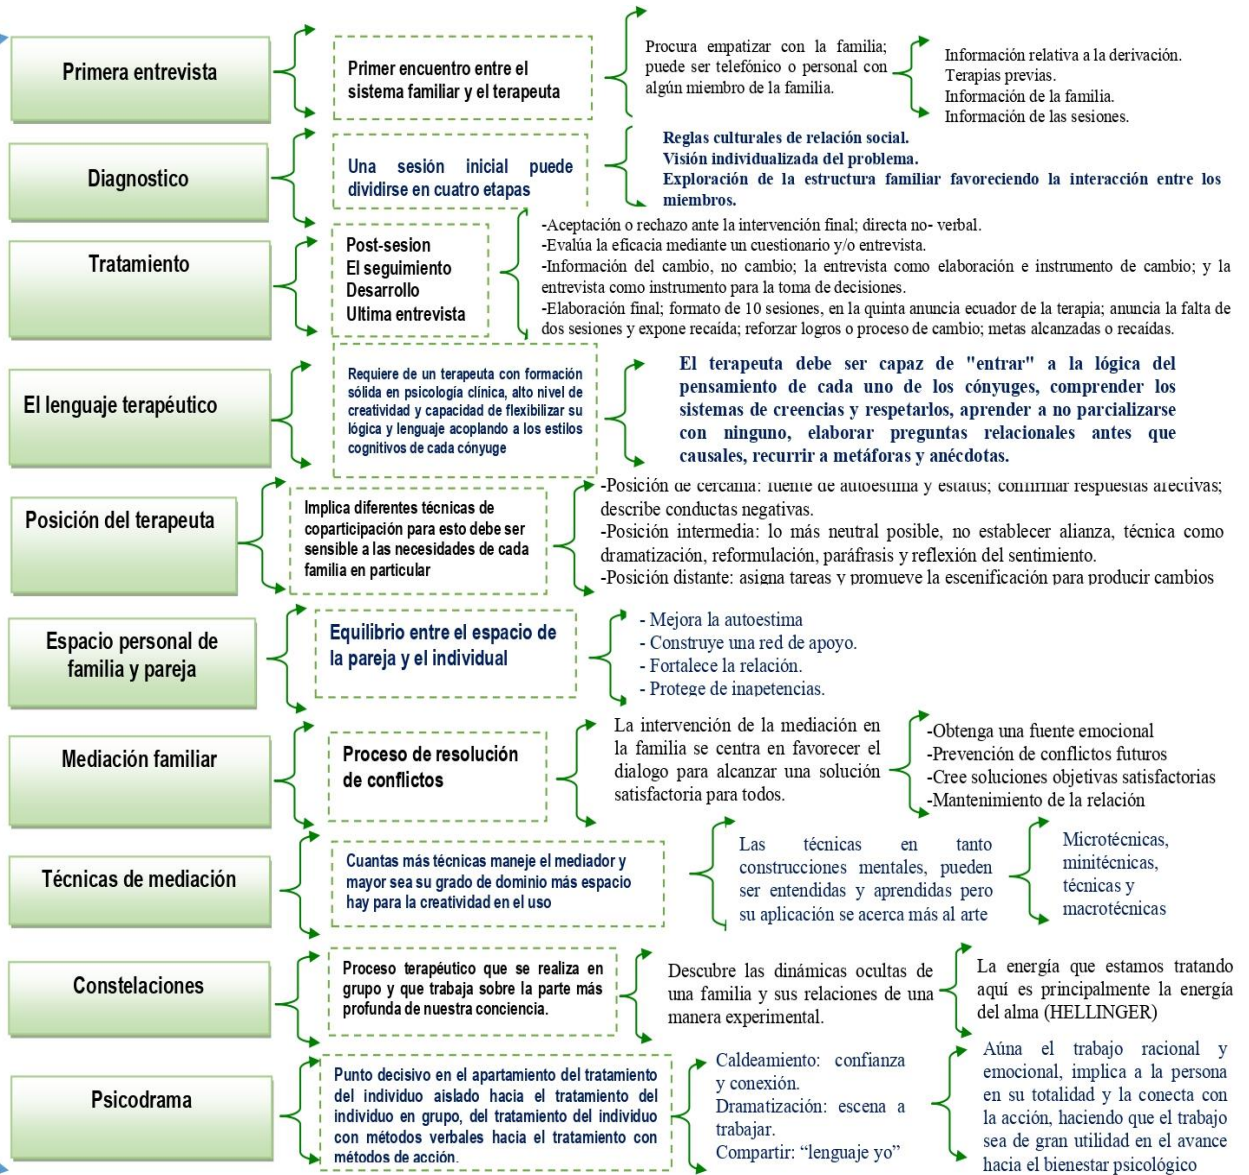 Primera entrevista
Primer encuentro entre el
sistema familiar y el terapeuta
Procura empatizar con la familia;
puede ser telefónico o personal con
algún miembro de la familia.
Información relativa a la derivación.
Terapias previas.
Información de la familia.
Información de las sesiones.
Diagnostico
Una sesión inicial puede
dividirse en cuatro etapas
Reglas culturales de relación social.
Visión individualizada del problema.
Exploración de la estructura familiar favoreciendo la interacción entre los
miembros.
Tratamiento
Post-sesion
El seguimiento
Desarrollo
Ultima entrevista
-Aceptación o rechazo ante la intervención final; directa no- verbal.
-Evalúa la eficacia mediante un cuestionario y/o entrevista.
-Información del cambio, no cambio; la entrevista como elaboración e instrumento de cambio; y la
entrevista como instrumento para la toma de decisiones.
-Elaboración final; formato de 10 sesiones, en la quinta anuncia ecuador de la terapia; anuncia la falta de
dos sesiones y expone recaída; reforzar logros o proceso de cambio; metas alcanzadas o recaídas.
El lenguaje terapéutico
Requiere de un terapeuta con formación
sólida en psicología clínica, alto nivel de
creatividad y capacidad de flexibilizar su
lógica y lenguaje acoplando a los estilos
cognitivos de cada cónyuge
El terapeuta debe ser capaz de "entrar" a la lógica del
pensamiento de cada uno de los cónyuges, comprender los
sistemas de creencias y respetarlos, aprender a no parcializarse
con ninguno, elaborar preguntas relacionales antes que
causales, recurrir a metáforas y anécdotas.
Posición del terapeuta
Implica diferentes técnicas de
coparticipación para esto debe ser
sensible a las necesidades de cada
familia en particular
-Posición de cercanía: fuente de autoestima y estatus; confirmar respuestas afectivas;
describe conductas negativas.
-Posición intermedia: lo más neutral posible, no establecer alianza, técnica como
dramatización, reformulación, paráfrasis y reflexión del sentimiento.
-Posición distante: asigna tareas y promueve la escenificación para producir cambios
Espacio personal de
familia y pareja
Equilibrio entre el espacio de
la pareja y el individual
- Mejora la autoestima
- Construye una red de apoyo.
- Fortalece la relación.
- Protege de inapetencias.
Mediación familiar
Proceso de resolución
de conflictos
La intervención de la mediación en
la familia se centra en favorecer el
dialogo para alcanzar una solución
satisfactoria para todos.
-Obtenga una fuente emocional
-Prevención de conflictos futuros
-Cree soluciones objetivas satisfactorias
-Mantenimiento de la relación
Técnicas de mediación
Cuantas más técnicas maneje el mediador y
mayor sea su grado de dominio más espacio
hay para la creatividad en el uso
Las técnicas en tanto
construcciones mentales, pueden
ser entendidas y aprendidas pero
su aplicación se acerca más al arte
Microtécnicas,
minitécnicas,
técnicas y
macrotécnicas
Constelaciones
Proceso terapéutico que se realiza en
grupo y que trabaja sobre la parte más
profunda de nuestra conciencia.
Descubre las dinámicas ocultas de
una familia y sus relaciones de una
manera experimental.
La energía que estamos tratando
aquí es principalmente la energía
del alma (HELLINGER)
Psicodrama
Punto decisivo en el apartamiento del tratamiento
del individuo aislado hacia el tratamiento del
individuo en grupo, del tratamiento del individuo
con métodos verbales hacia el tratamiento con
métodos de acción.
Caldeamiento: confianza
y conexión.
Dramatización: escena a
trabajar.
Compartir: “lenguaje yo”
Aúna el trabajo racional y
emocional, implica a la persona
en su totalidad y la conecta con
la acción, haciendo que el trabajo
sea de gran utilidad en el avance
hacia el bienestar psicológico